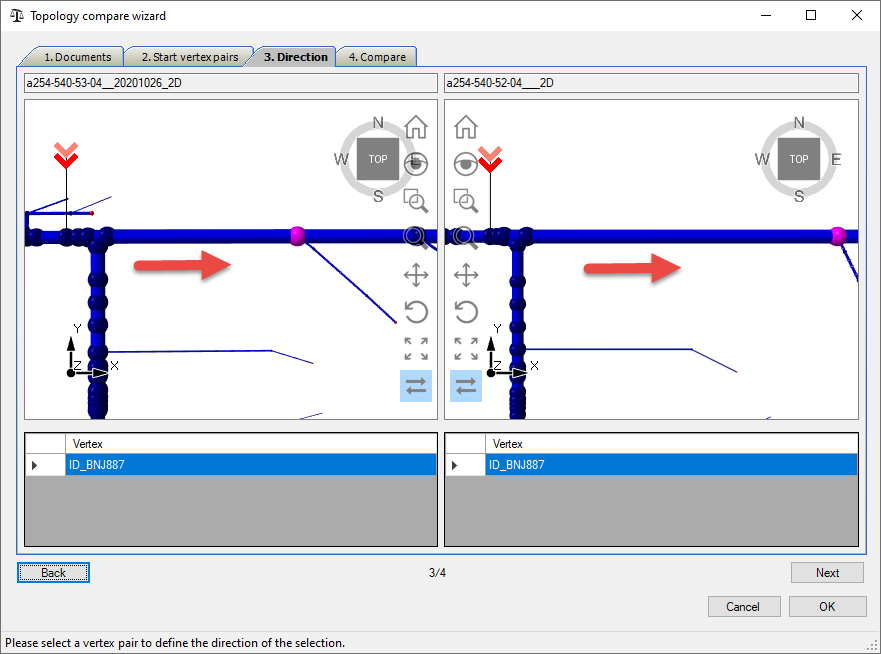 Topology compare wizard
1. Documents
2. Start vertex pairs
3. Direction
4. Compare
a254-540-53-04__20201026_2D
a254-540-52-04___2D
N
W
TOP
E
S
Y
Z
X
N
W
TOP
E
S
Y
Z
X
Vertex
ID_BNJ887
Vertex
ID_BNJ887
Back
3/4
Next
Cancel
OK
Please select a vertex pair to define the direction of the selection.